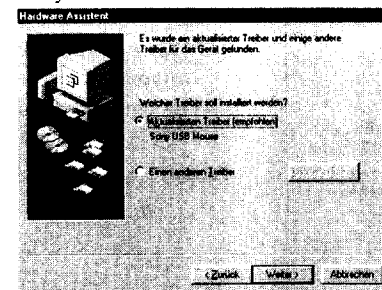 Hardware Assistent
Es wurde ein aktualisierter Treiber und einige andere
Treiber für das Gerät gefunden.
Welcher Treiber soll installiert werden?
Aktualisierten Treiber (empfohlen)
Sony USB Mouse
Einen anderen Treiber
< Zurück
Weiter >
Abbrechen